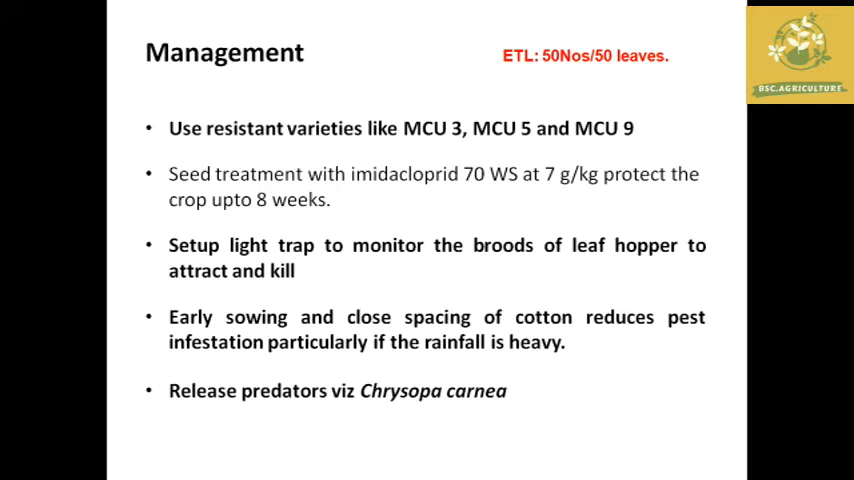 Management
ETL: 50Nos/50 leaves.
BSC.AGRICULTURE
• Use resistant varieties like MCU 3, MCU 5 and MCU 9
• Seed treatment with imidacloprid 70 WS at 7 g/kg protect the
crop upto 8 weeks.
• Setup light trap to monitor the broods of leaf hopper to
attract and kill
• Early sowing and close spacing of cotton reduces pest
infestation particularly if the rainfall is heavy.
• Release predators viz Chrysopa carnea